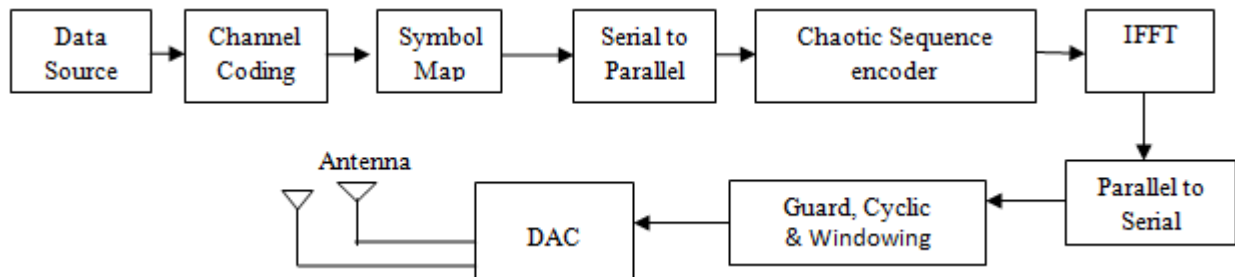 Data
Source
Channel
Coding
Symbol
Map
Serial to
Parallel
Chaotic Sequence
encoder
IFFT
Antenna
DAC
Guard, Cyclic
& Windowing
Parallel to
Serial